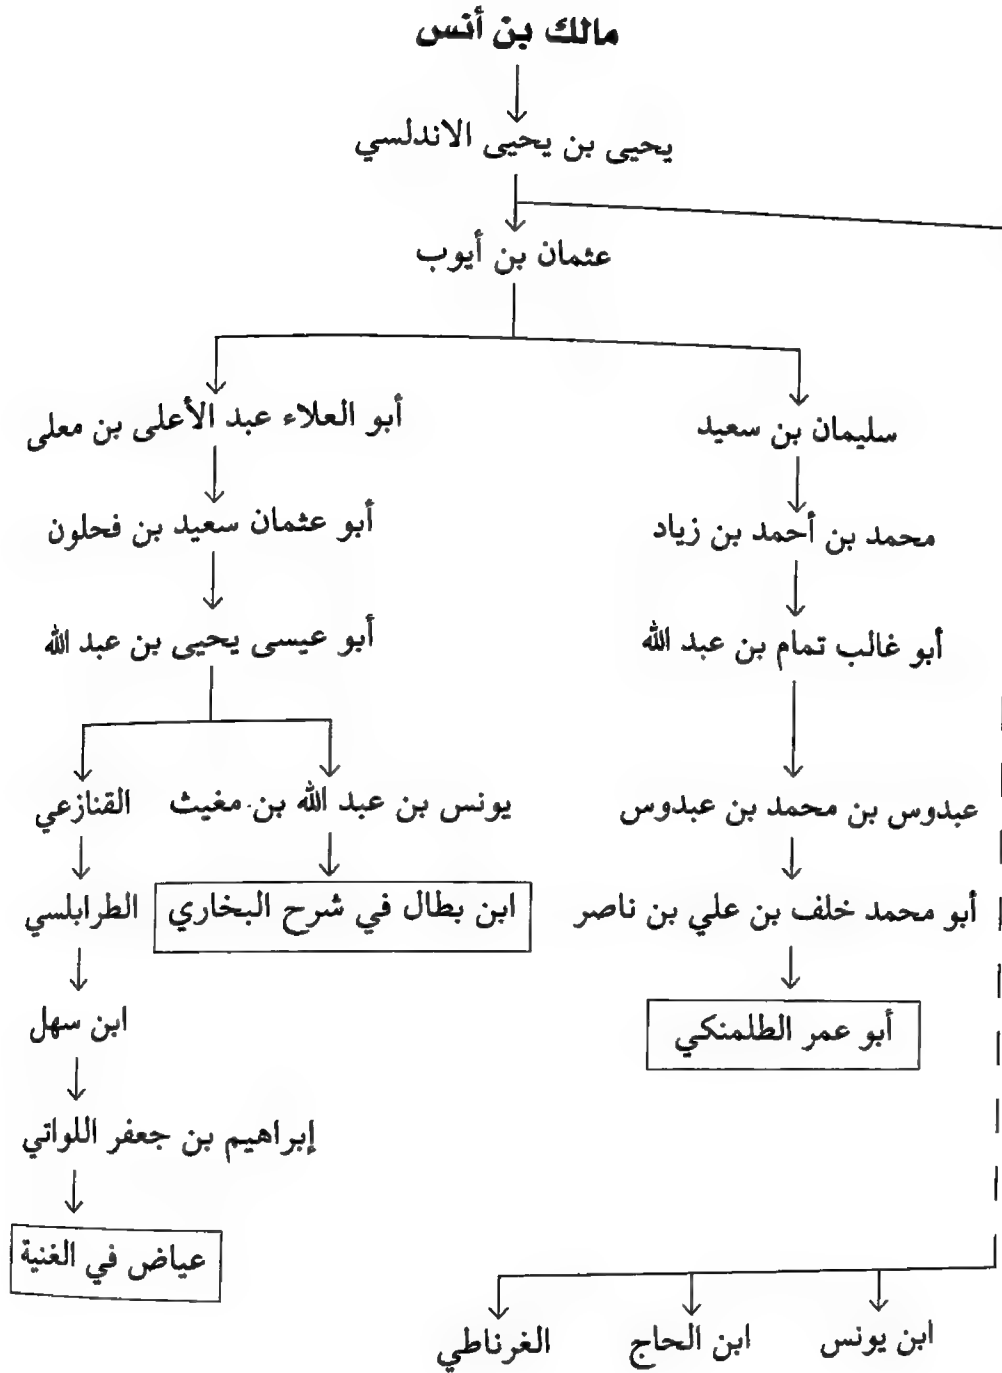 مالك بن أنس
يحيى بن يحيى الاندلسي
عثمان بن أيوب
سليمان بن سعيد
أبو العلاء عبد الأعلى بن معلى
محمد بن أحمد بن زياد
أبو عثمان سعيد بن فحلون
أبو غالب تمام بن عبد الله
أبو عيسى يحيى بن عبد الله
عبدوس بن محمد بن عبدوس
يونس بن عبد الله بن مغيث
القنازعي
أبو محمد خلف بن علي بن ناصر
ابن بطال في شرح البخاري
الطرابلسي
أبو عمر الطلمنكي
ابن سهل
إبراهيم بن جعفر اللواتي
عياض في الغنية
ابن يونس
ابن الحاج
الغرناطي